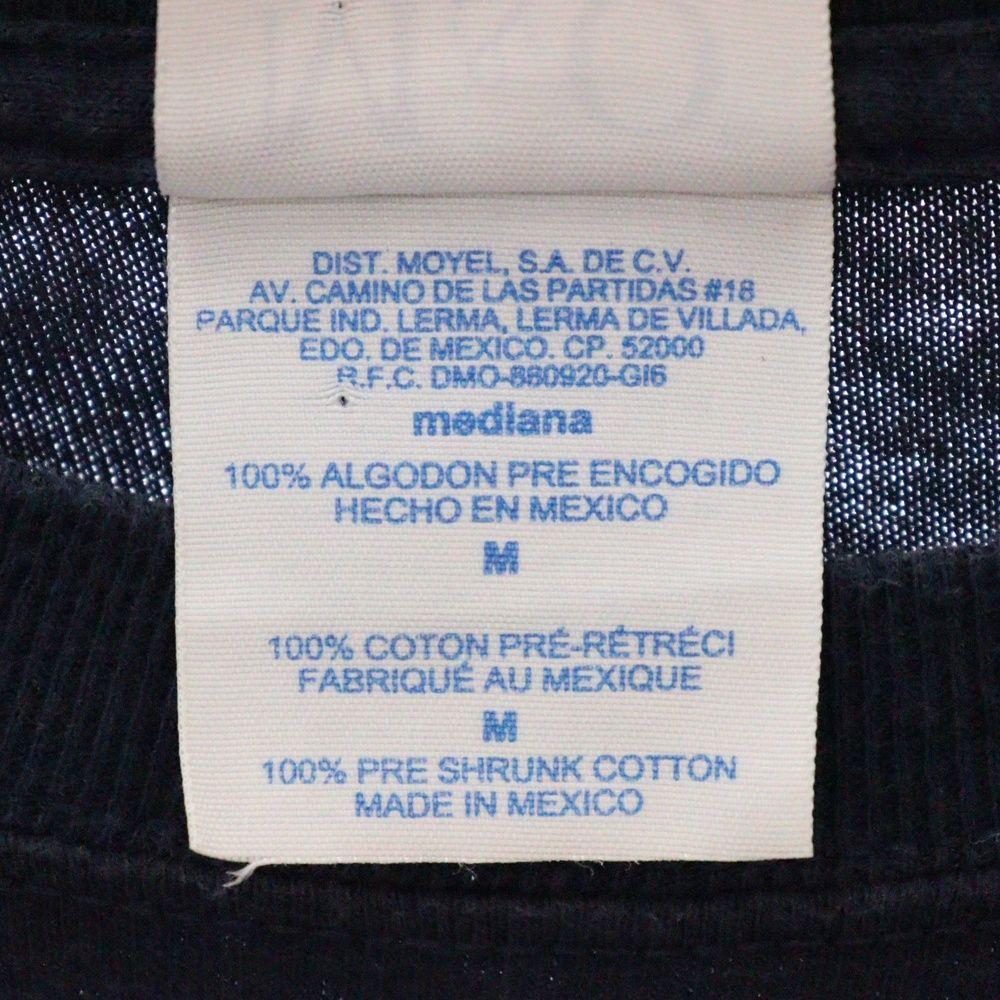 DIST. MOYEL, S.A. DE C.V.
AV. CAMINO DE LAS PARTIDAS #18
PARQUE IND. LERMA, LERMA DE VILLADA,
EDO. DE MEXICO. CP. 52000
R.F.C. DMO-880920-GI6
mediana
100% ALGODON PRE ENCOGIDO
HECHO EN MEXICO
M
100% COTON PRÉ-RÉTRÉCI
FABRIQUÉ AU MEXIQUE
M
100% PRE SHRUNK COTTON
MADE IN MEXICO